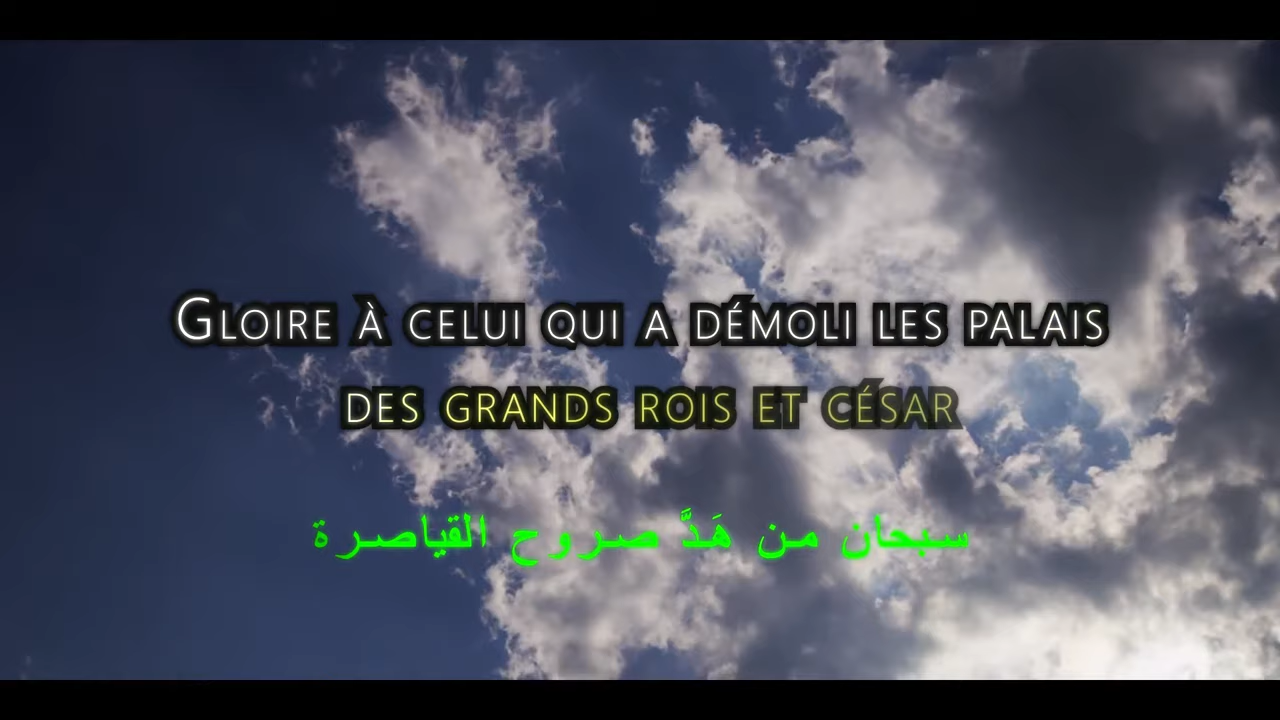 Gloire à celui qui a démoli les palais
des grands rois et césar
سبحان من هَدَّ صروح القياصرة